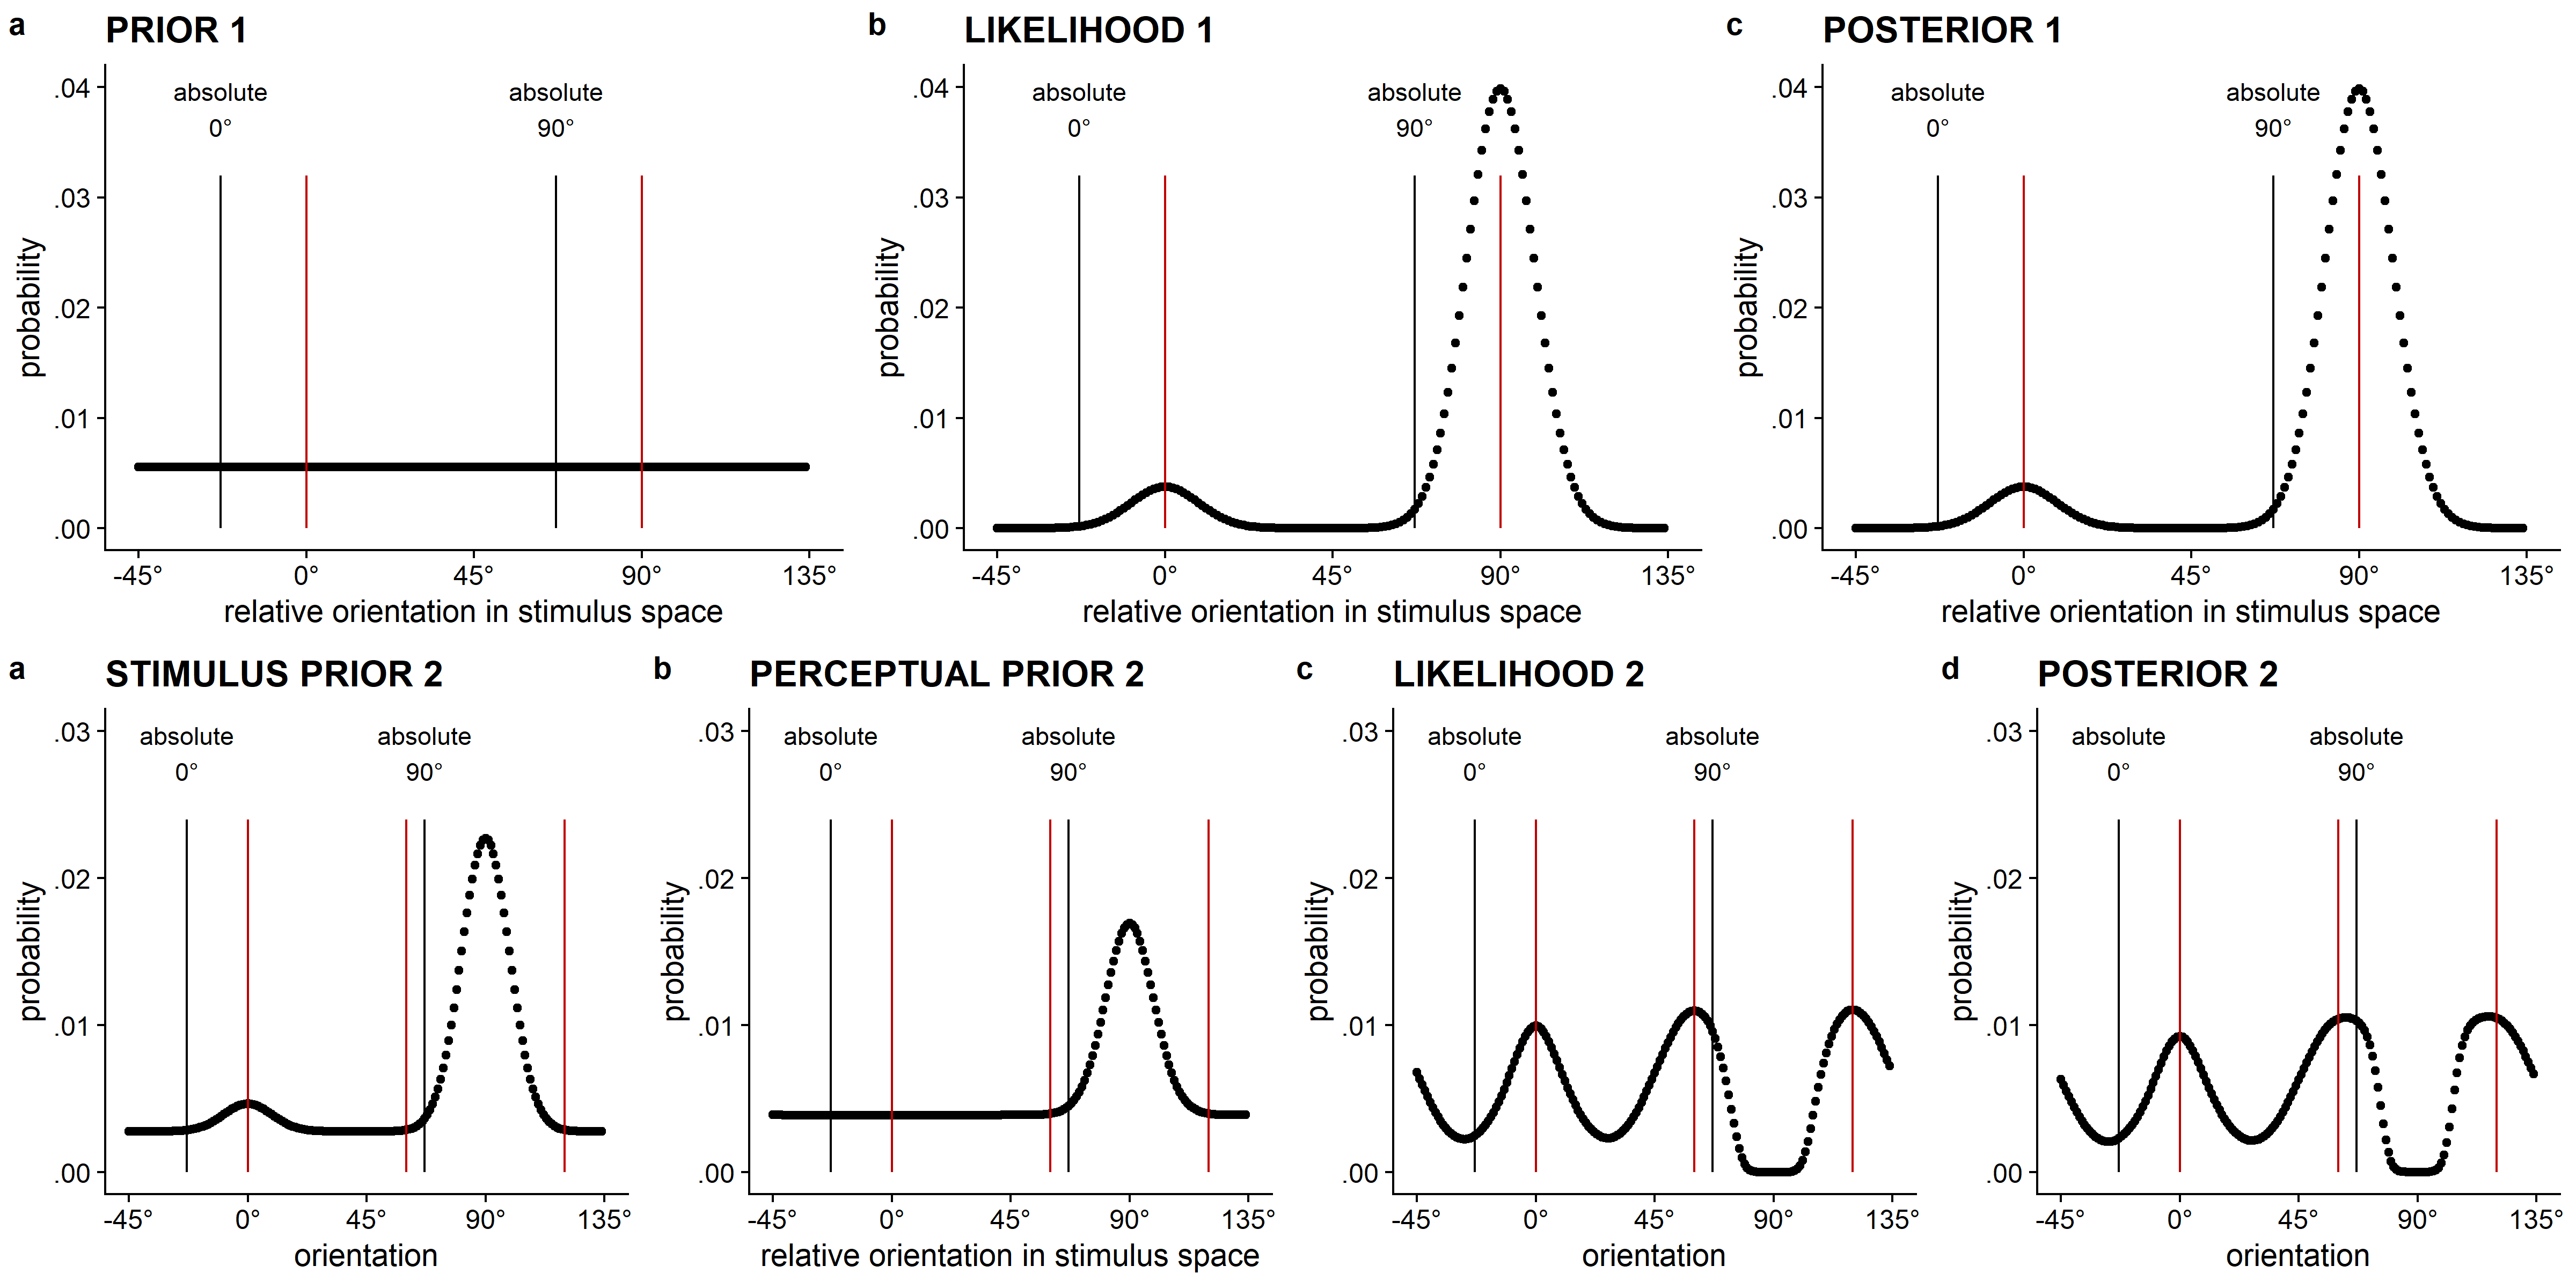 a PRIOR 1
.04
.03
.02
.01
.00
probability
absolute
0°
absolute
90°
-45° 0° 45° 90° 135°
relative orientation in stimulus space
b LIKELIHOOD 1
.04
.03
.02
.01
.00
probability
absolute
0°
absolute
90°
-45° 0° 45° 90° 135°
relative orientation in stimulus space
c POSTERIOR 1
.04
.03
.02
.01
.00
probability
absolute
0°
absolute
90°
-45° 0° 45° 90° 135°
relative orientation in stimulus space
a STIMULUS PRIOR 2
.03
.02
.01
.00
probability
absolute
0°
absolute
90°
-45° 0° 45° 90° 135°
orientation
b PERCEPTUAL PRIOR 2
.03
.02
.01
.00
probability
absolute
0°
absolute
90°
-45° 0° 45° 90° 135°
relative orientation in stimulus space
c LIKELIHOOD 2
.03
.02
.01
.00
probability
absolute
0°
absolute
90°
-45° 0° 45° 90° 135°
orientation
d POSTERIOR 2
.03
.02
.01
.00
probability
absolute
0°
absolute
90°
-45° 0° 45° 90° 135°
orientation